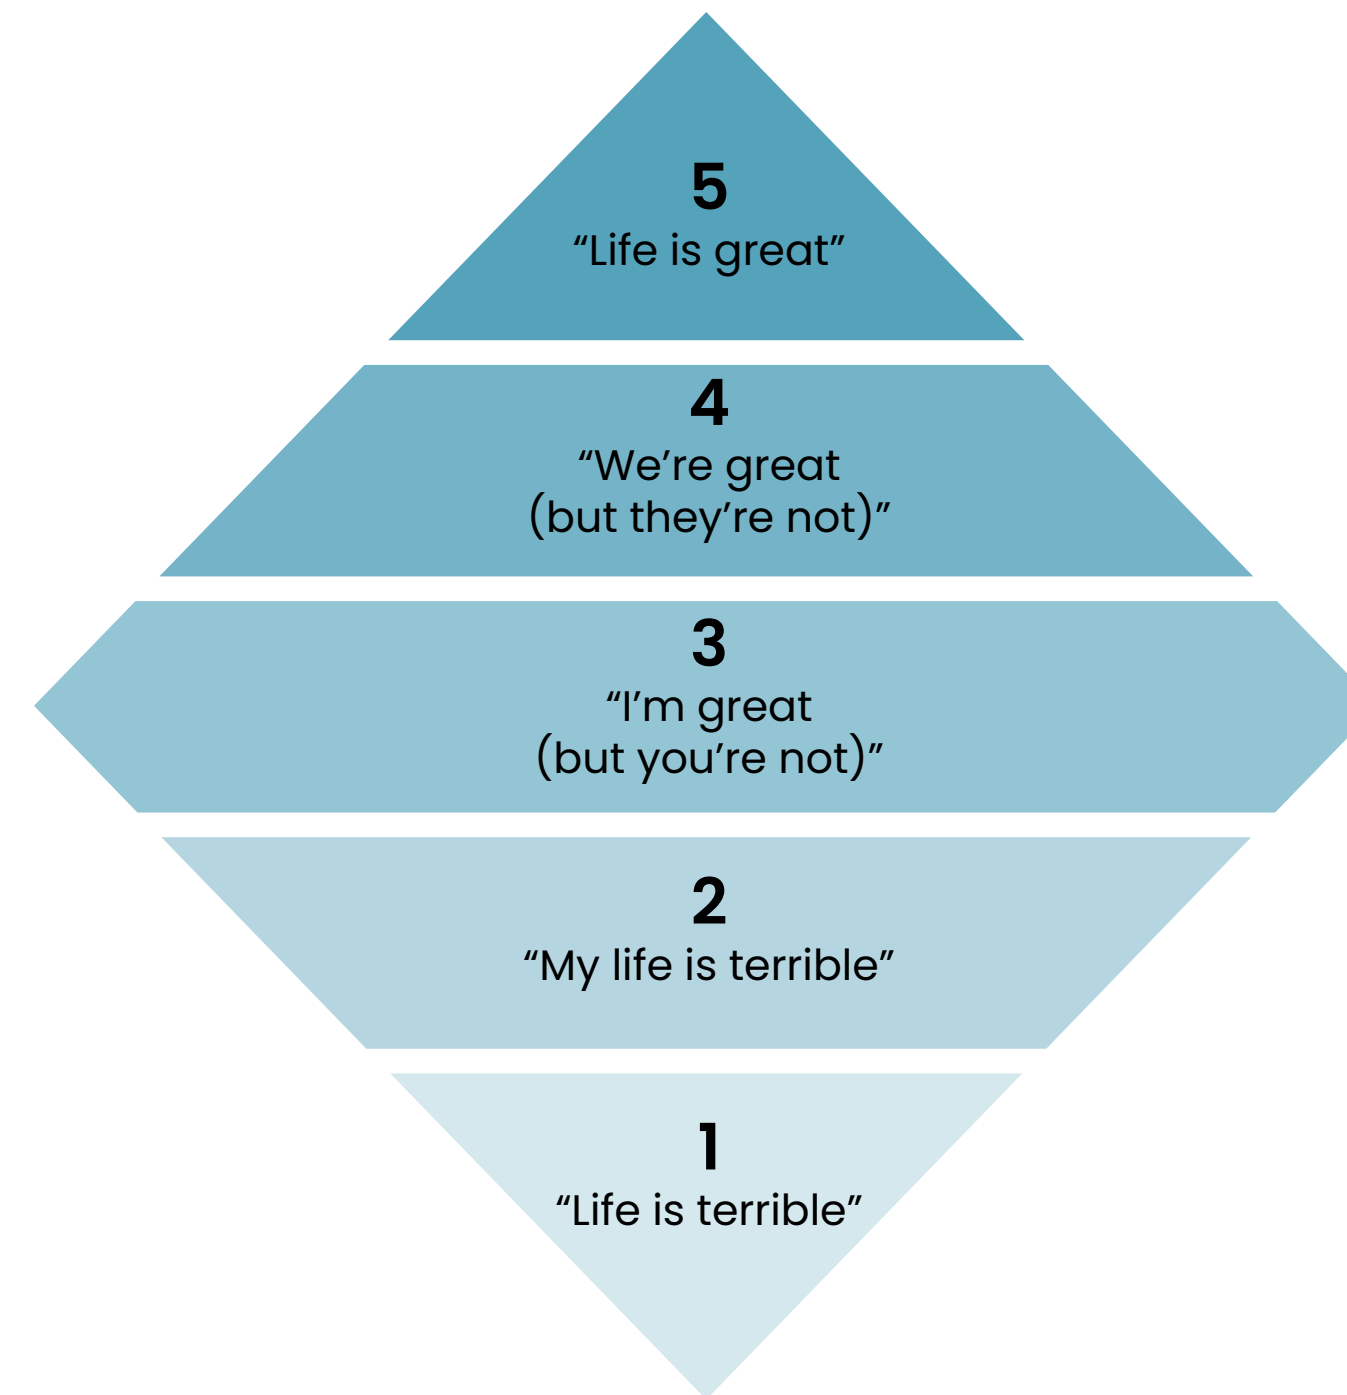 5
“Life is great”
4
“We’re great
(but they’re not)”
3
“I’m great
(but you’re not)”
2
“My life is terrible”
1
“Life is terrible”